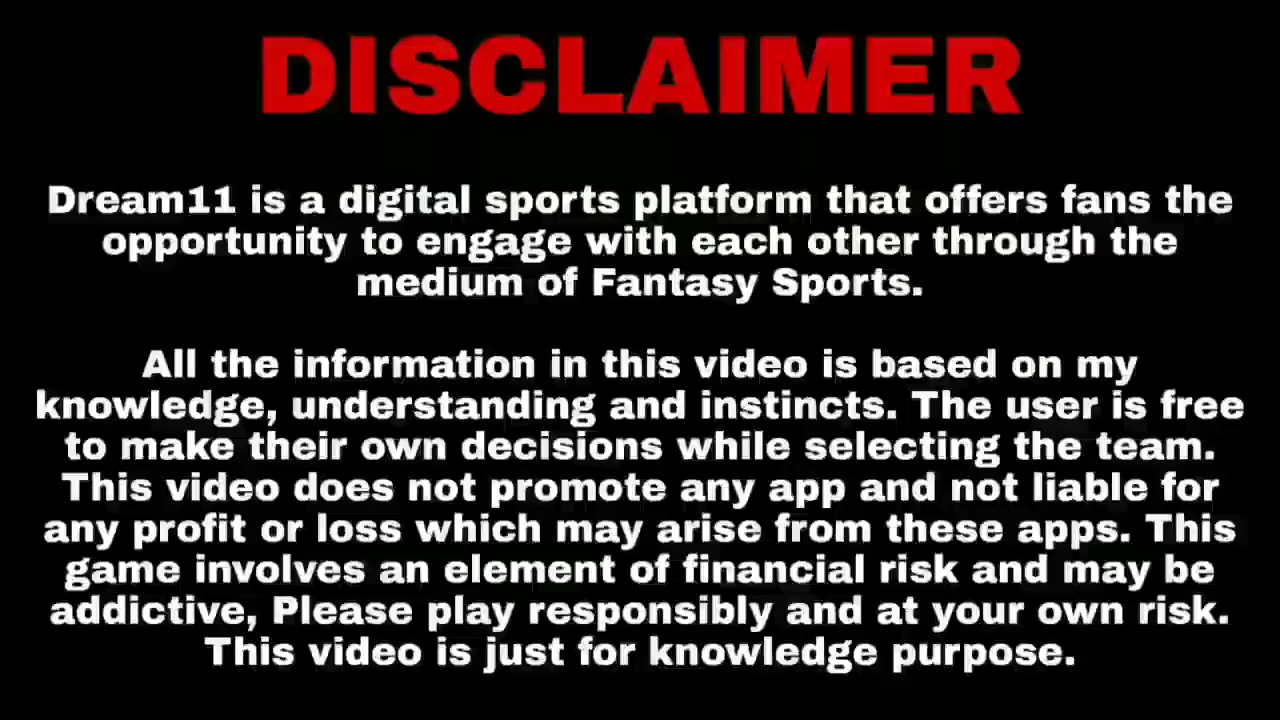 DISCLAIMER
Dream11 is a digital sports platform that offers fans the
opportunity to engage with each other through the
medium of Fantasy Sports.
All the information in this video is based on my
knowledge, understanding and instincts. The user is free
to make their own decisions while selecting the team.
This video does not promote any app and not liable for
any profit or loss which may arise from these apps. This
game involves an element of financial risk and may be
addictive, Please play responsibly and at your own risk.
This video is just for knowledge purpose.